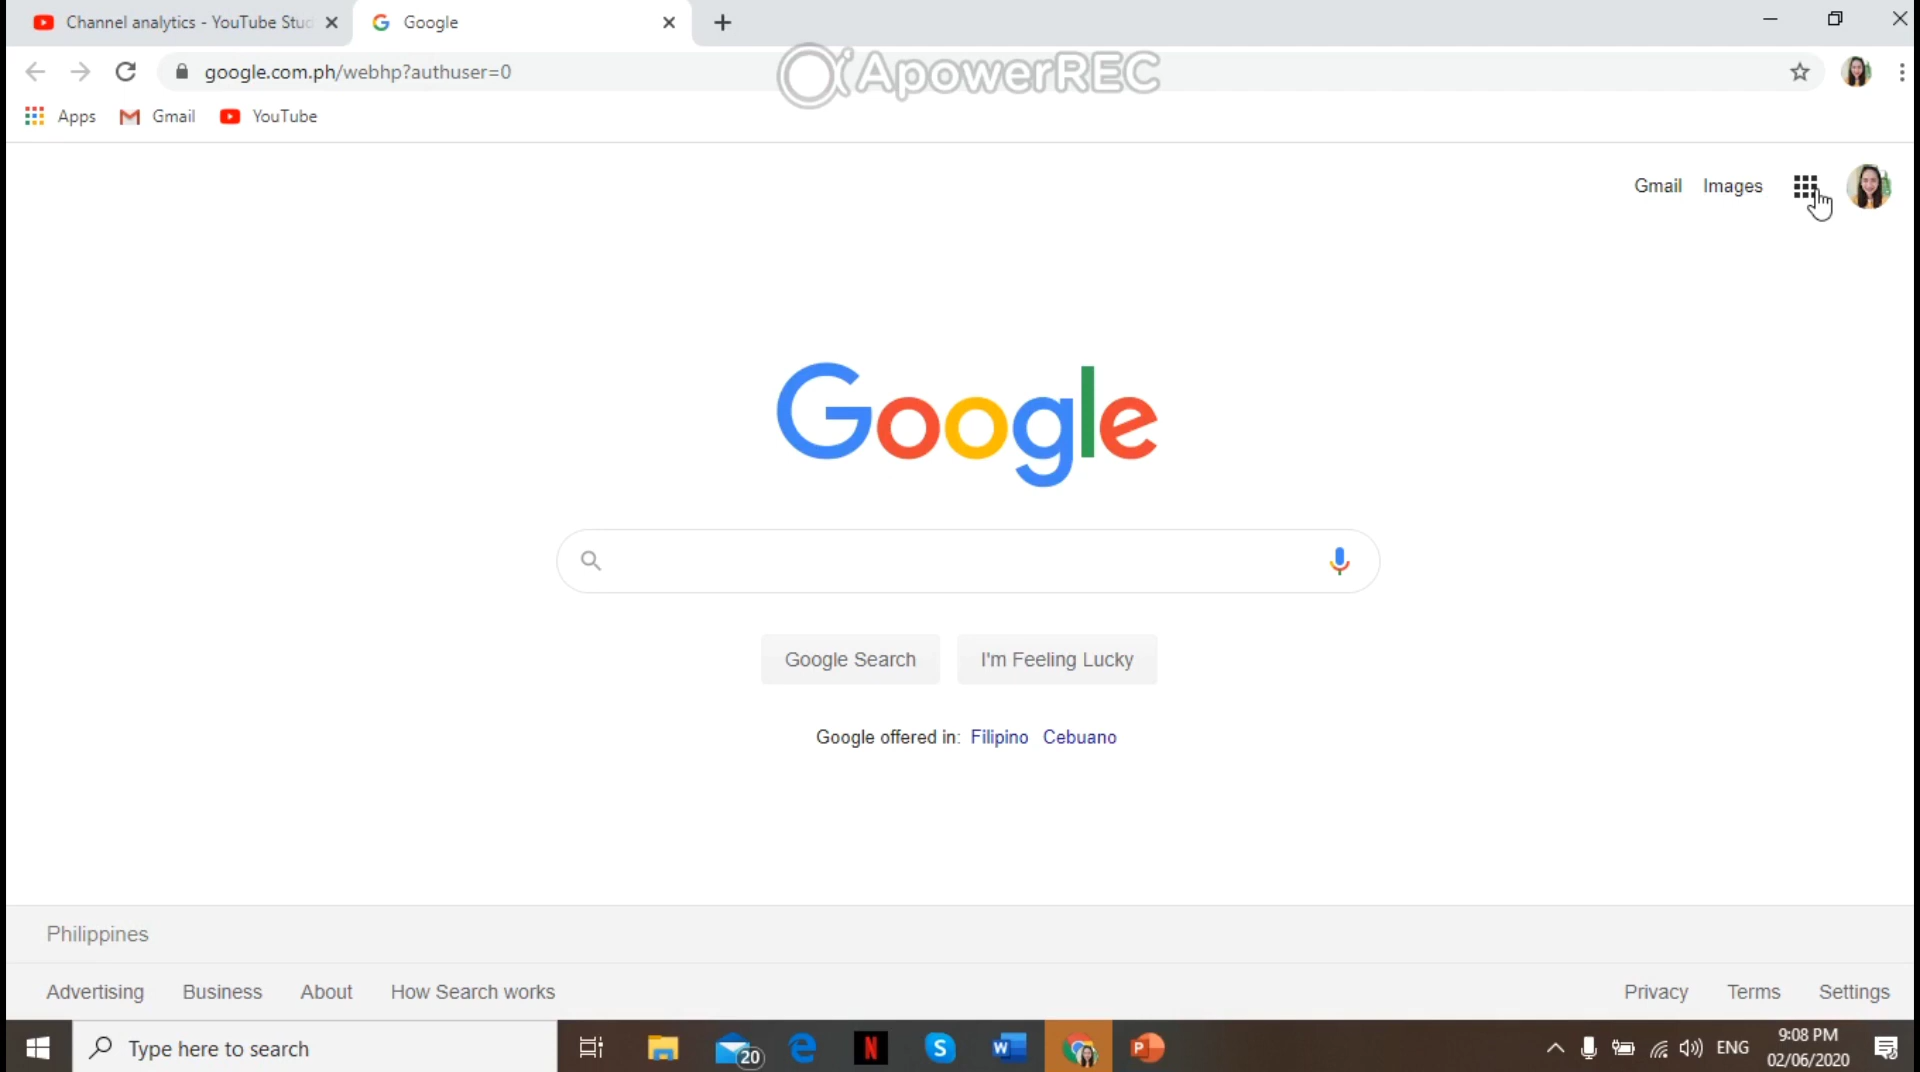 Channel analytics - YouTube Stud
Google
google.com.ph/webhp?authuser=0
ApowerREC
Apps
Gmail
YouTube
Gmail Images
Google
Google Search
I'm Feeling Lucky
Google offered in: Filipino Cebuano
Philippines
Advertising Business About How Search works
Privacy Terms Settings
Type here to search
20
ENG
9:08 PM
02/06/2020